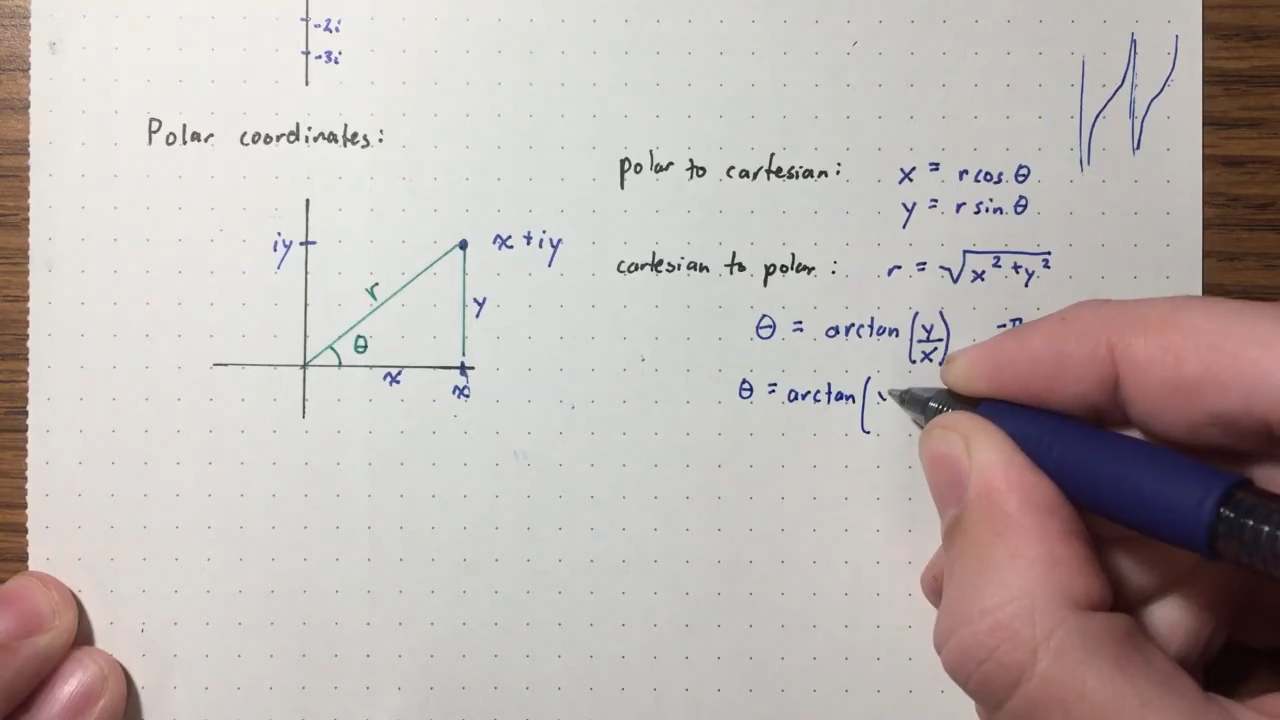 -2i
-3i
Polar coordinates:
polar to cartesian: x = r cos θ
y = r sin θ
iy
x + iy
cartesian to polar: r = √x² + y²
r
y
θ
θ = arctan(y/x) -π
x
x
θ = arctan(